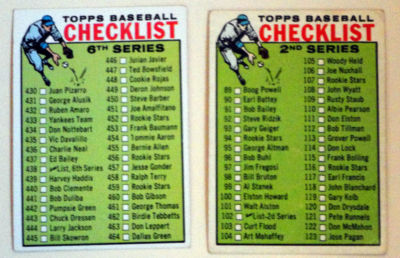 TOPPS BASEBALL
CHECKLIST
6TH SERIES
430 Juan Pizarro
431 George Alusik
432 Ruben Amaro
433 Yankees Team
434 Don Nottebart
435 Vic Davalillo
436 Charlie Neal
437 Ed Bailey
438 List, 6th Series
439 Harvey Haddix
440 Bob Clemente
441 Bob Duliba
442 Pumpsie Green
443 Chuck Dressen
444 Larry Jackson
445 Bill Skowron
446 Julian Javier
447 Ted Bowsfield
448 Cookie Rojas
449 Deron Johnson
450 Steve Barber
451 Joe Amalfitano
452 Rookie Stars
453 Frank Baumann
454 Tommie Aaron
455 Bernie Allen
456 Rookie Stars
457 Jesse Gonder
458 Ralph Terry
459 Rookie Stars
460 Bob Gibson
461 George Thomas
462 Birdie Tebbetts
463 Don Leppert
464 Dallas Green
TOPPS BASEBALL
CHECKLIST
2ND SERIES
89 Boog Powell
90 Earl Battey
91 Bob Bailey
92 Steve Ridzik
93 Gary Geiger
94 Rookie Stars
95 George Altman
96 Bob Buhl
97 Jim Fregosi
98 Bill Bruton
99 Al Stanek
100 Elston Howard
101 Walt Alston
102 List-2d Series
103 Curt Flood
104 Art Mahaffey
105 Woody Held
106 Joe Nuxhall
107 Rookie Stars
108 John Wyatt
109 Rusty Staub
110 Albie Pearson
111 Don Elston
112 Bob Tillman
113 Grover Powell
114 Don Lock
115 Frank Bolling
116 Rookie Stars
117 Earl Francis
118 John Blanchard
119 Gary Kolb
120 Don Drysdale
121 Pete Runnels
122 Don McMahon
123 Jose Pagan